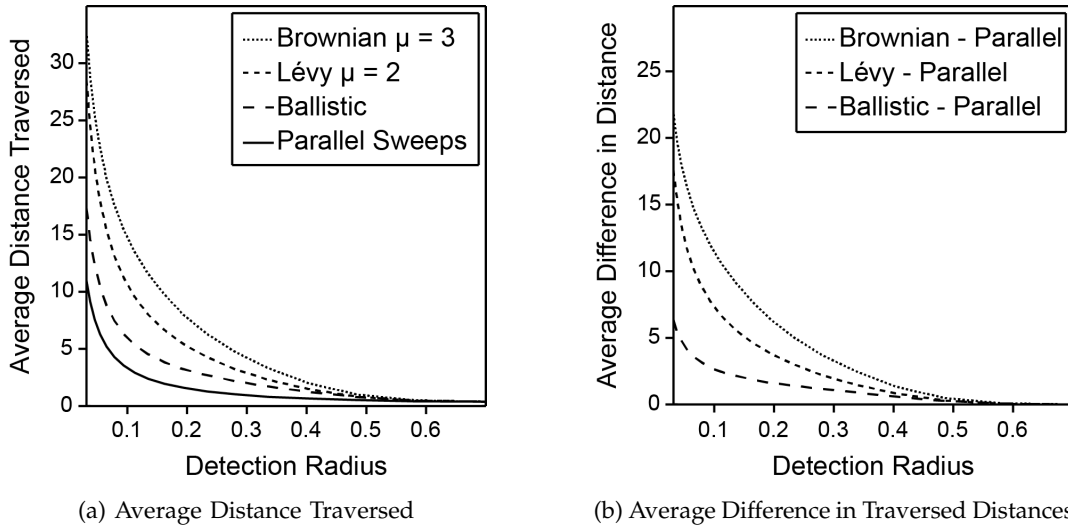 Average Distance Traversed
30
25
20
15
10
5
0
Brownian μ = 3
Lévy μ = 2
Ballistic
Parallel Sweeps
0.1 0.2 0.3 0.4 0.5 0.6
Detection Radius
(a) Average Distance Traversed
Average Difference in Distance
25
20
15
10
5
0
Brownian - Parallel
Lévy - Parallel
Ballistic - Parallel
0.1 0.2 0.3 0.4 0.5 0.6
Detection Radius
(b) Average Difference in Traversed Distances